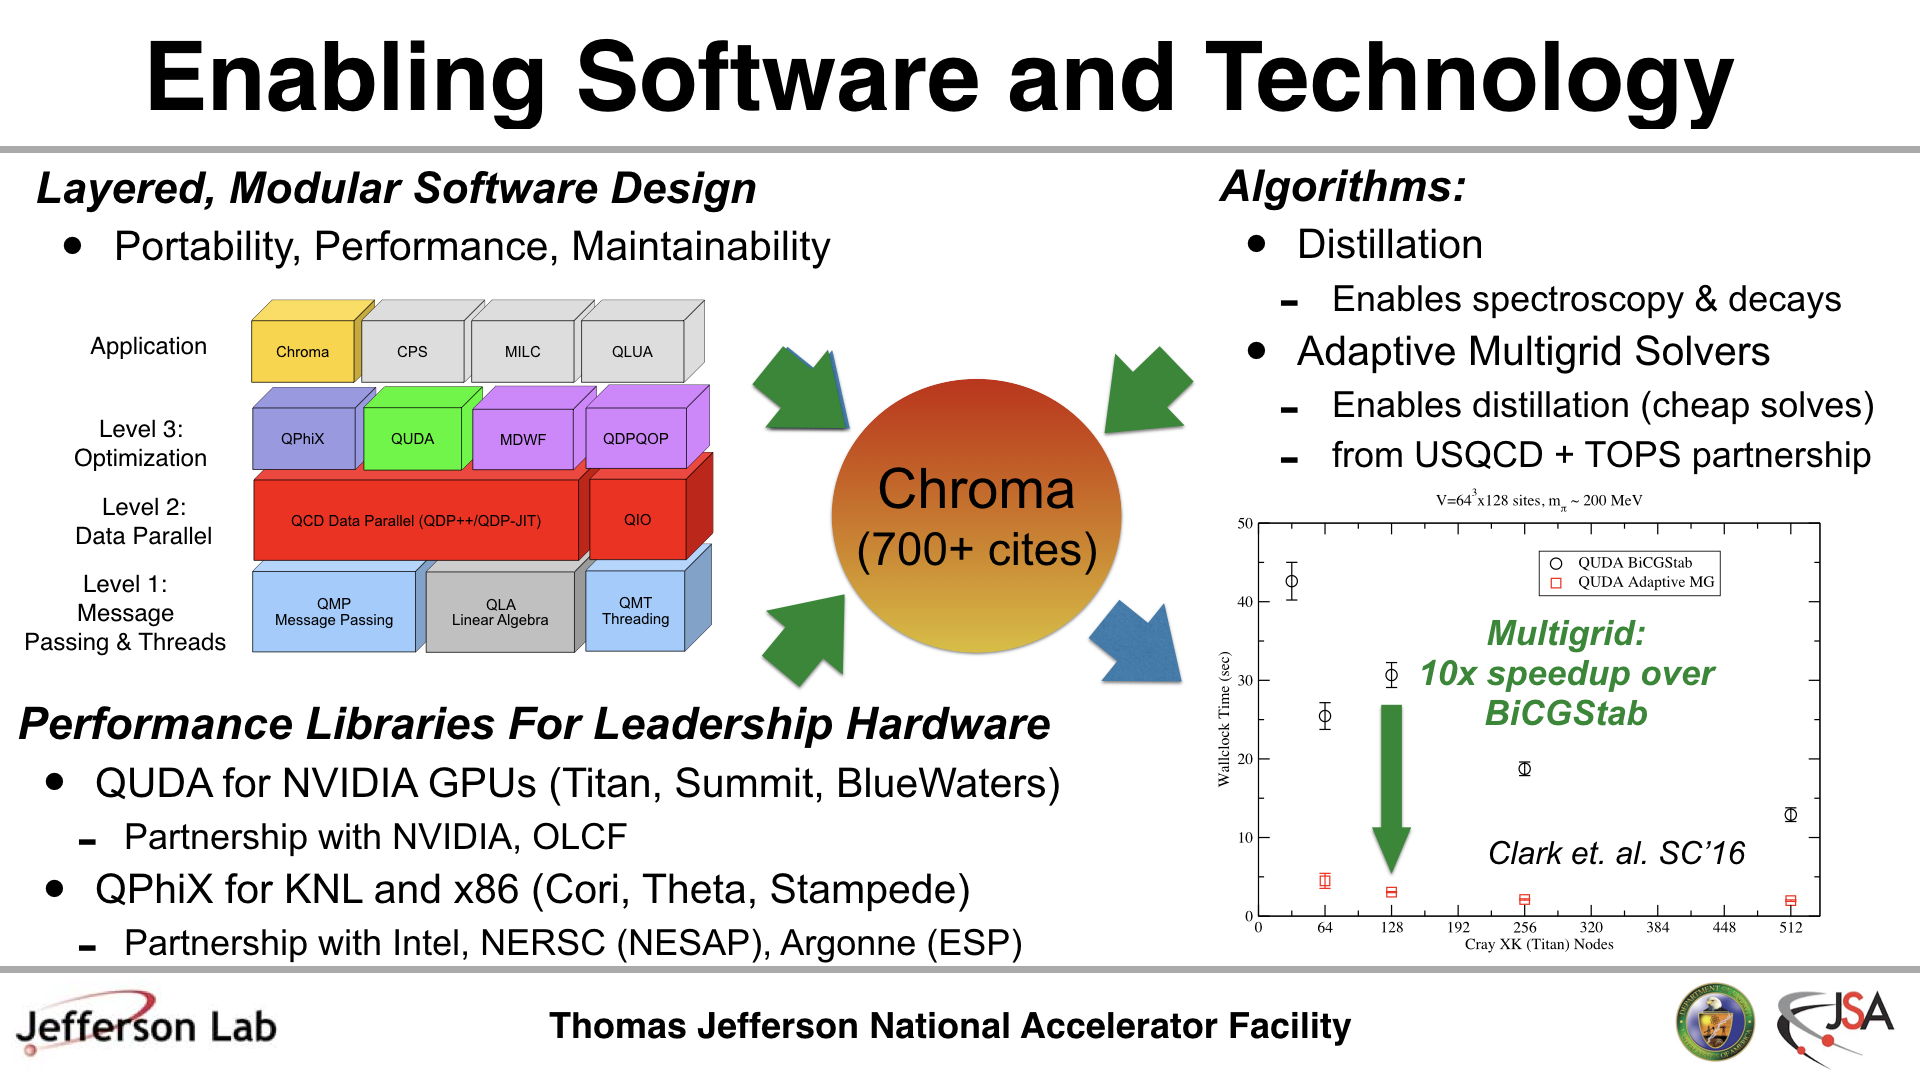 Enabling Software and Technology
Layered, Modular Software Design
• Portability, Performance, Maintainability
Application
Chroma
CPS
MILC
QLUA
Level 3:
Optimization
QPhiX
QUDA
MDWF
QDPQOP
Level 2:
Data Parallel
QCD Data Parallel (QDP++/QDP-JIT)
QIO
Level 1:
Message
Passing & Threads
QMP
Message Passing
QLA
Linear Algebra
QMT
Threading
Chroma
(700+ cites)
Performance Libraries For Leadership Hardware
• QUDA for NVIDIA GPUs (Titan, Summit, BlueWaters)
- Partnership with NVIDIA, OLCF
• QPhiX for KNL and x86 (Cori, Theta, Stampede)
- Partnership with Intel, NERSC (NESAP), Argonne (ESP)
Algorithms:
• Distillation
- Enables spectroscopy & decays
• Adaptive Multigrid Solvers
- Enables distillation (cheap solves)
- from USQCD + TOPS partnership
V=64³x128 sites, mπ ~ 200 MeV
50
40
30
20
10
0
Wallclock Time (sec)
QUDA BiCGStab
QUDA Adaptive MG
Multigrid:
10x speedup over
BiCGStab
Clark et. al. SC’16
0 64 128 192 256 320 384 448 512
Cray XK (Titan) Nodes
Jefferson Lab
Thomas Jefferson National Accelerator Facility
JSA